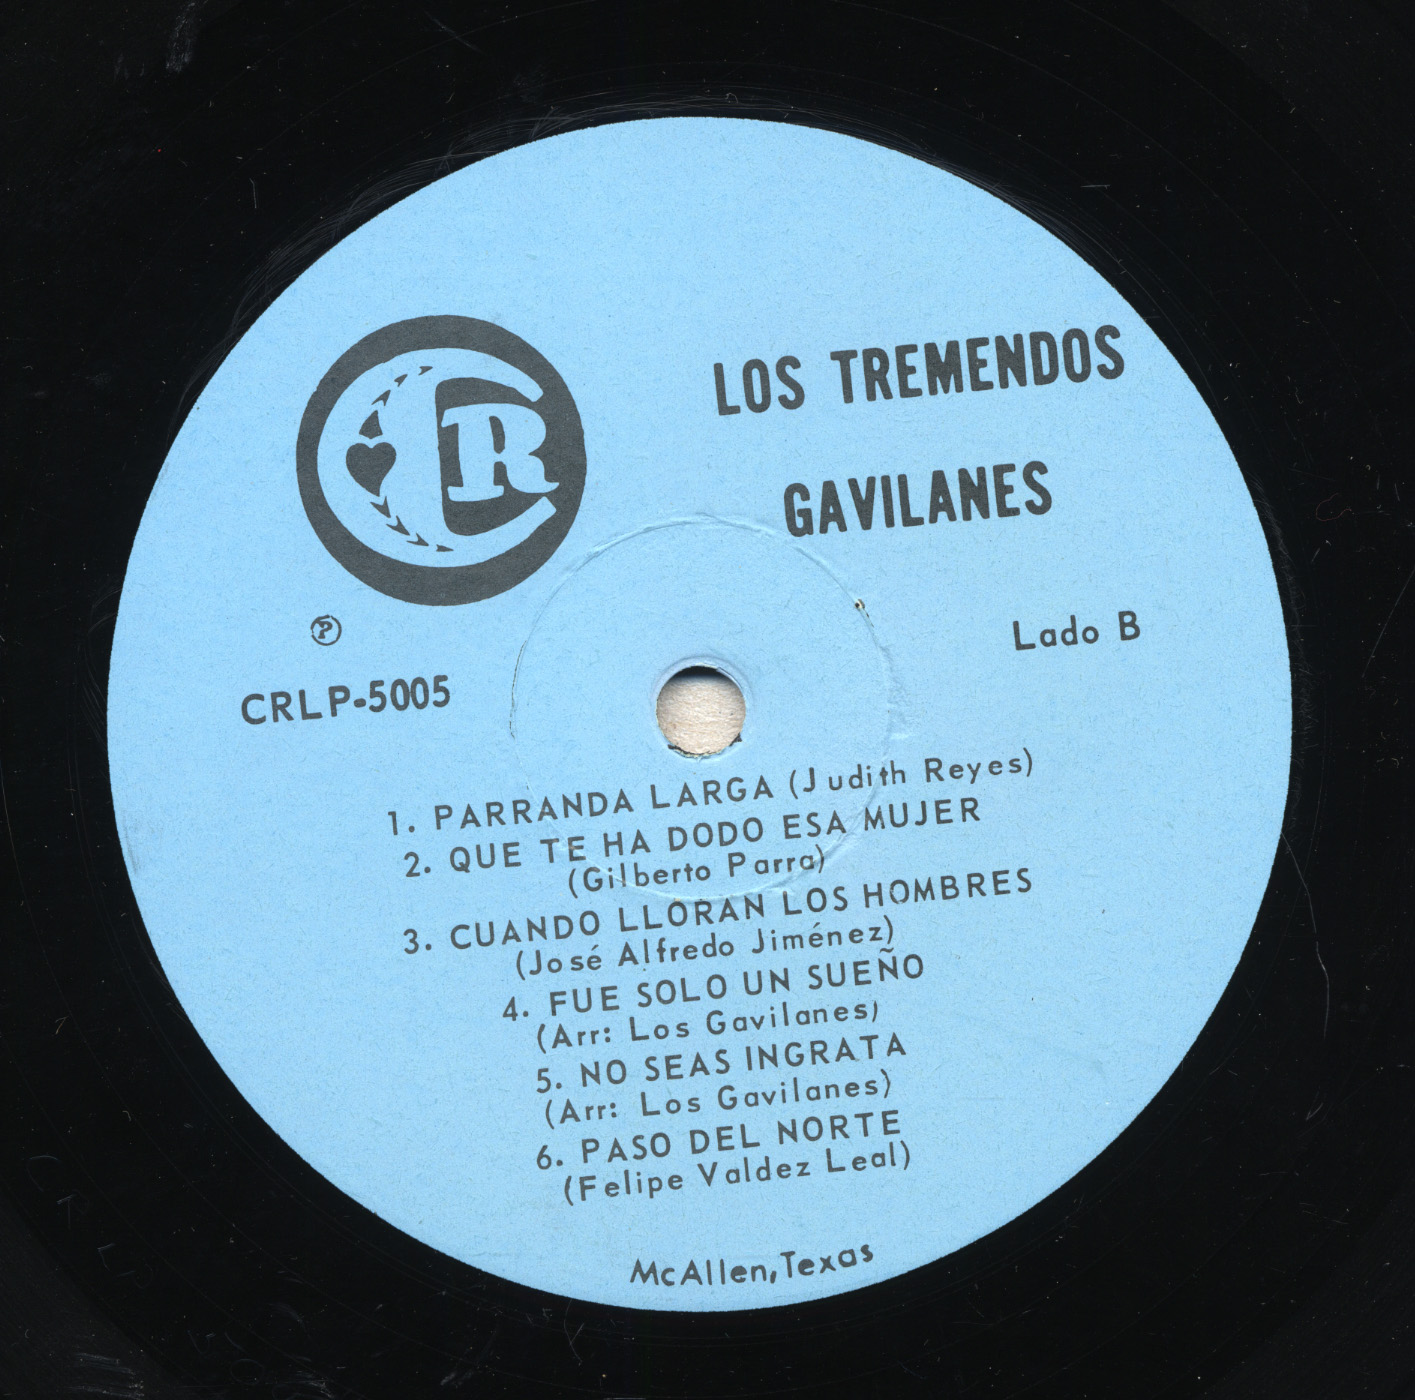 CR
LOS TREMENDOS
GAVILANES
Ⓟ
Lado B
CRLP-5005
1. PARRANDA LARGA (Judith Reyes)
2. QUE TE HA DODO ESA MUJER
(Gilberto Parra)
3. CUANDO LLORAN LOS HOMBRES
(José Alfredo Jiménez)
4. FUE SOLO UN SUEÑO
(Arr: Los Gavilanes)
5. NO SEAS INGRATA
(Arr: Los Gavilanes)
6. PASO DEL NORTE
(Felipe Valdez Leal)
McAllen, Texas